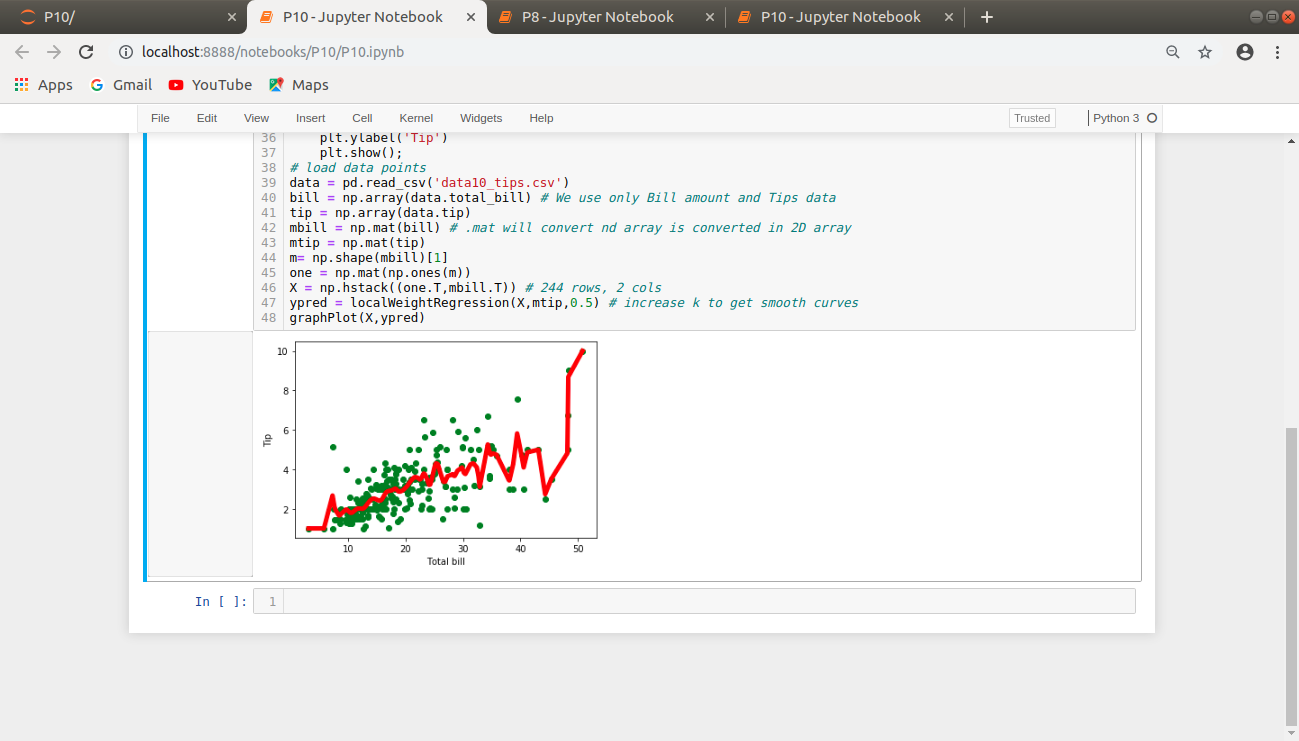 P10/
P10 - Jupyter Notebook
P8 - Jupyter Notebook
P10 - Jupyter Notebook
localhost:8888/notebooks/P10/P10.ipynb
Apps Gmail YouTube Maps
File Edit View Insert Cell Kernel Widgets Help Trusted Python 3
36 plt.ylabel('Tip')
37 plt.show();
38 # load data points
39 data = pd.read_csv('data10_tips.csv')
40 bill = np.array(data.total_bill) # We use only Bill amount and Tips data
41 tip = np.array(data.tip)
42 mbill = np.mat(bill) # .mat will convert nd array is converted in 2D array
43 mtip = np.mat(tip)
44 m= np.shape(mbill)[1]
45 one = np.mat(np.ones(m))
46 X = np.hstack((one.T,mbill.T)) # 244 rows, 2 cols
47 ypred = localWeightRegression(X,mtip,0.5) # increase k to get smooth curves
48 graphPlot(X,ypred)
10
8
6
Tip
4
2
10 20 30 40 50
Total bill
In [ ]: 1